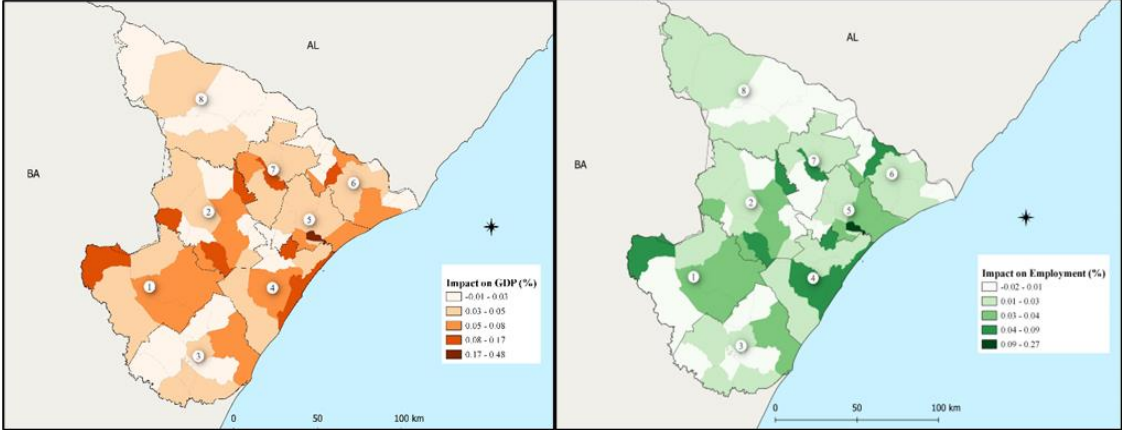 AL
BA
8
7
6
2
5
1
4
3
Impact on GDP (%)
-0.01 - 0.03
0.03 - 0.05
0.05 - 0.08
0.08 - 0.17
0.17 - 0.48
0 50 100 km
AL
BA
8
7
6
2
5
1
4
3
Impact on Employment (%)
-0.02 - 0.01
0.01 - 0.03
0.03 - 0.04
0.04 - 0.09
0.09 - 0.27
0 50 100 km